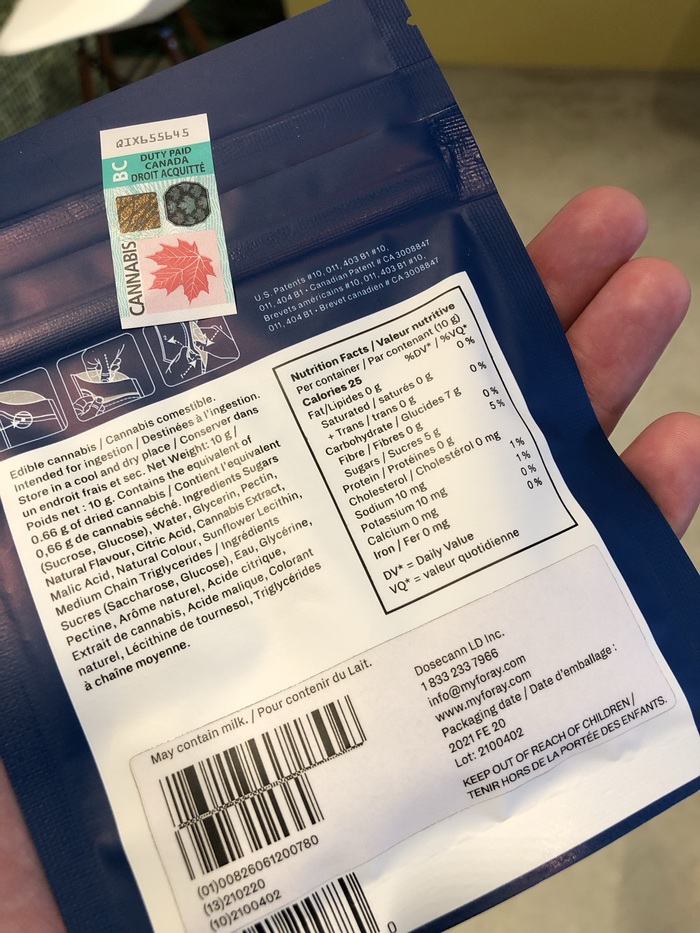 QIX655645
BC
DUTY PAID
CANADA
DROIT ACQUITTÉ
CANNABIS
U.S. Patents #10, 011, 403 B1 #10,
011, 404 B1 • Canadian Patent # CA 3008847
Brevets américains #10, 011, 403 B1 #10,
011, 404 B1 • Brevet canadien # CA 3008847
Edible cannabis / Cannabis comestible.
Intended for ingestion / Destinées à l'ingestion.
Store in a cool and dry place / Conserver dans
un endroit frais et sec. Net Weight: 10 g /
Poids net : 10 g. Contains the equivalent of
0.66 g of dried cannabis / Contient l'equivalent
0,66 g de cannabis séché. Ingredients Sugars
(Sucrose, Glucose), Water, Glycerin, Pectin,
Natural Flavour, Citric Acid, Cannabis Extract,
Malic Acid, Natural Colour, Sunflower Lecithin,
Medium Chain Triglycerides / Ingrédients
Sucres (Saccharose, Glucose), Eau, Glycérine,
Pectine, Arôme naturel, Acide citrique,
Extrait de cannabis, Acide malique, Colorant
naturel, Lécithine de tournesol, Triglycérides
à chaîne moyenne.
Nutrition Facts / Valeur nutritive
Per container / Par contenant (10 g)
Calories 25 %DV* / %VQ*
Fat/Lipides 0 g 0 %
Saturated / saturés 0 g
+ Trans / trans 0 g 0 %
Carbohydrate / Glucides 7 g
Fibre / Fibres 0 g 0 %
Sugars / Sucres 5 g 5 %
Protein / Protéines 0 g
Cholesterol / Cholestérol 0 mg
Sodium 10 mg 1 %
Potassium 10 mg 1 %
Calcium 0 mg 0 %
Iron / Fer 0 mg 0 %
DV* = Daily Value
VQ* = valeur quotidienne
May contain milk. / Pour contenir du Lait.
(01)00826061200780
(13)210220
(10)2100402
0
Dosecann LD Inc.
1 833 233 7966
info@myforay.com
www.myforay.com
Packaging date / Date d'emballage :
2021 FE 20
Lot: 2100402
KEEP OUT OF REACH OF CHILDREN /
TENIR HORS DE LA PORTÉE DES ENFANTS.